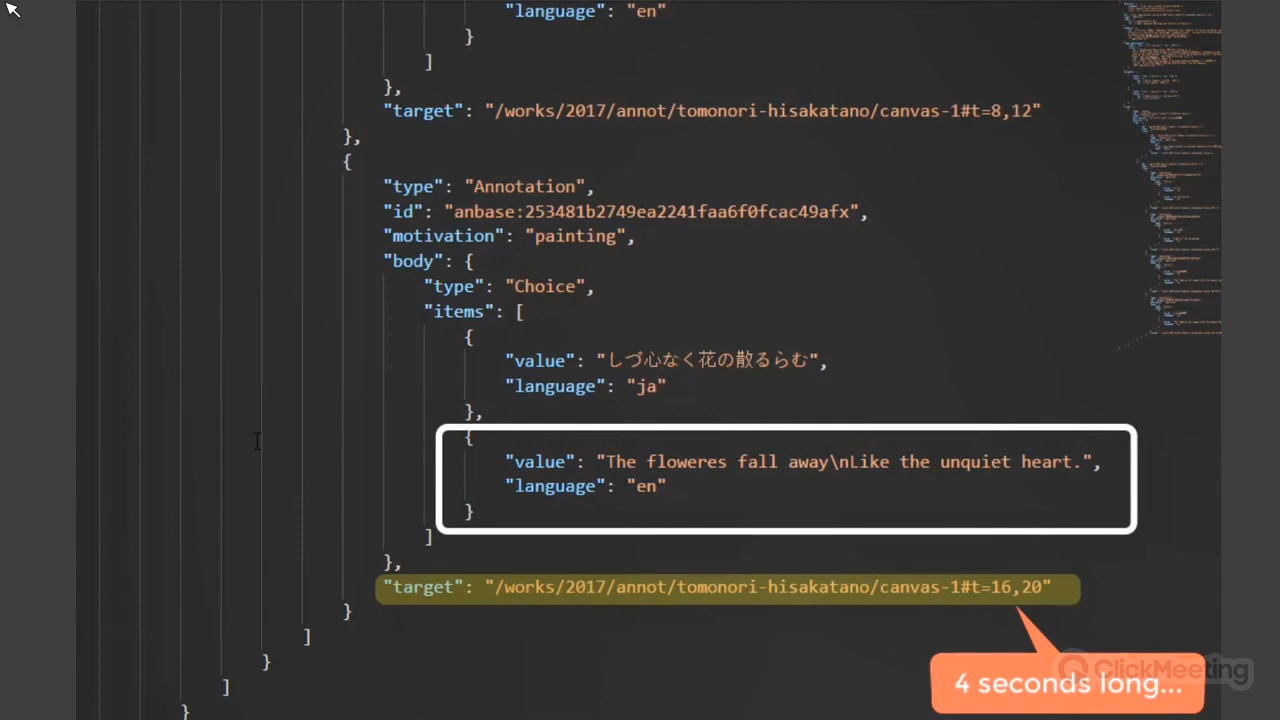 "language": "en"
}
]
},
"target": "/works/2017/annot/tomonori-hisakatano/canvas-1#t=8,12"
},
{
"type": "Annotation",
"id": "anbase:253481b2749ea2241faa6f0fcac49afx",
"motivation": "painting",
"body": {
"type": "Choice",
"items": [
{
"value": "しづ心なく花の散るらむ",
"language": "ja"
},
{
"value": "The floweres fall away\nLike the unquiet heart.",
"language": "en"
}
]
},
"target": "/works/2017/annot/tomonori-hisakatano/canvas-1#t=16,20"
}
]
}
]
}
ClickMeeting
4 seconds long...